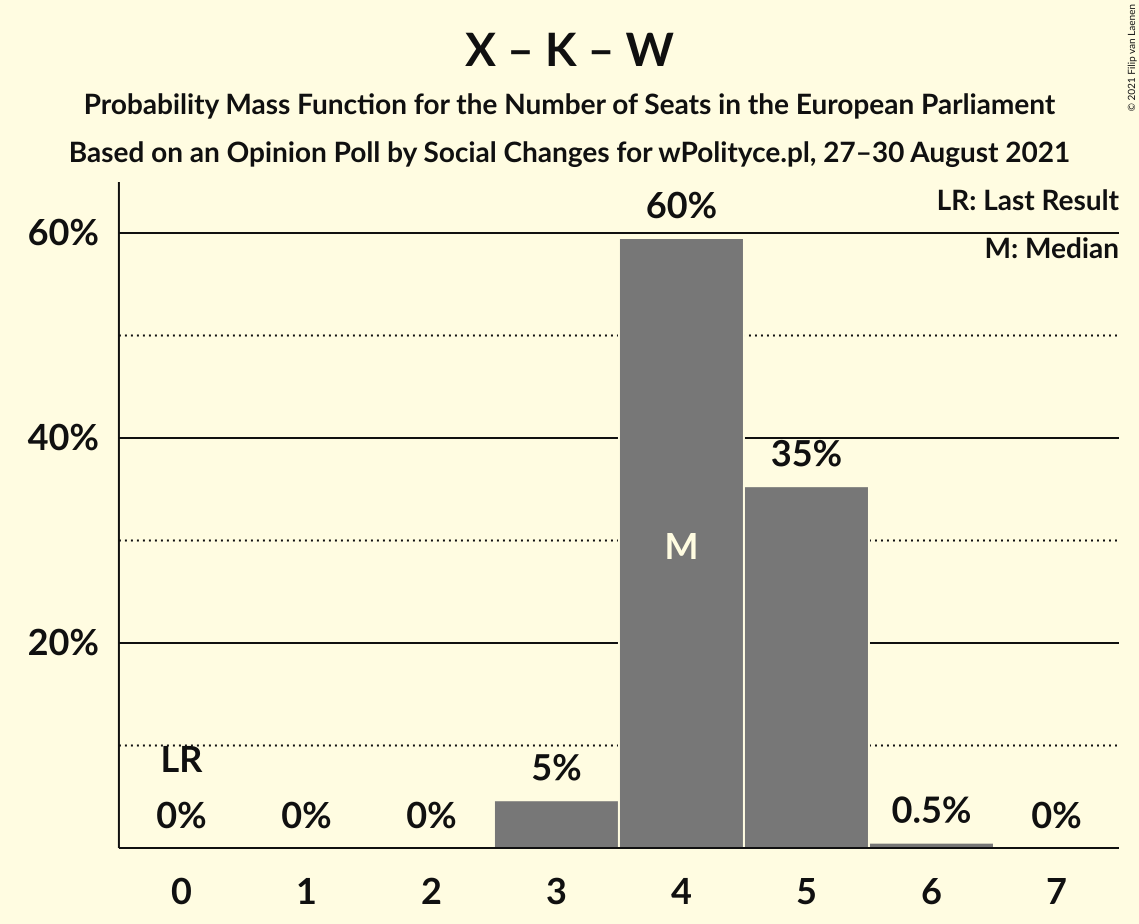 X – K – W
Probability Mass Function for the Number of Seats in the European Parliament
Based on an Opinion Poll by Social Changes for wPolityce.pl, 27–30 August 2021
© 2021 Filip van Laenen
LR: Last Result
M: Median
60%
40%
20%
60%
35%
M
LR
5%
0%
0%
0%
0.5%
0%
0
1
2
3
4
5
6
7